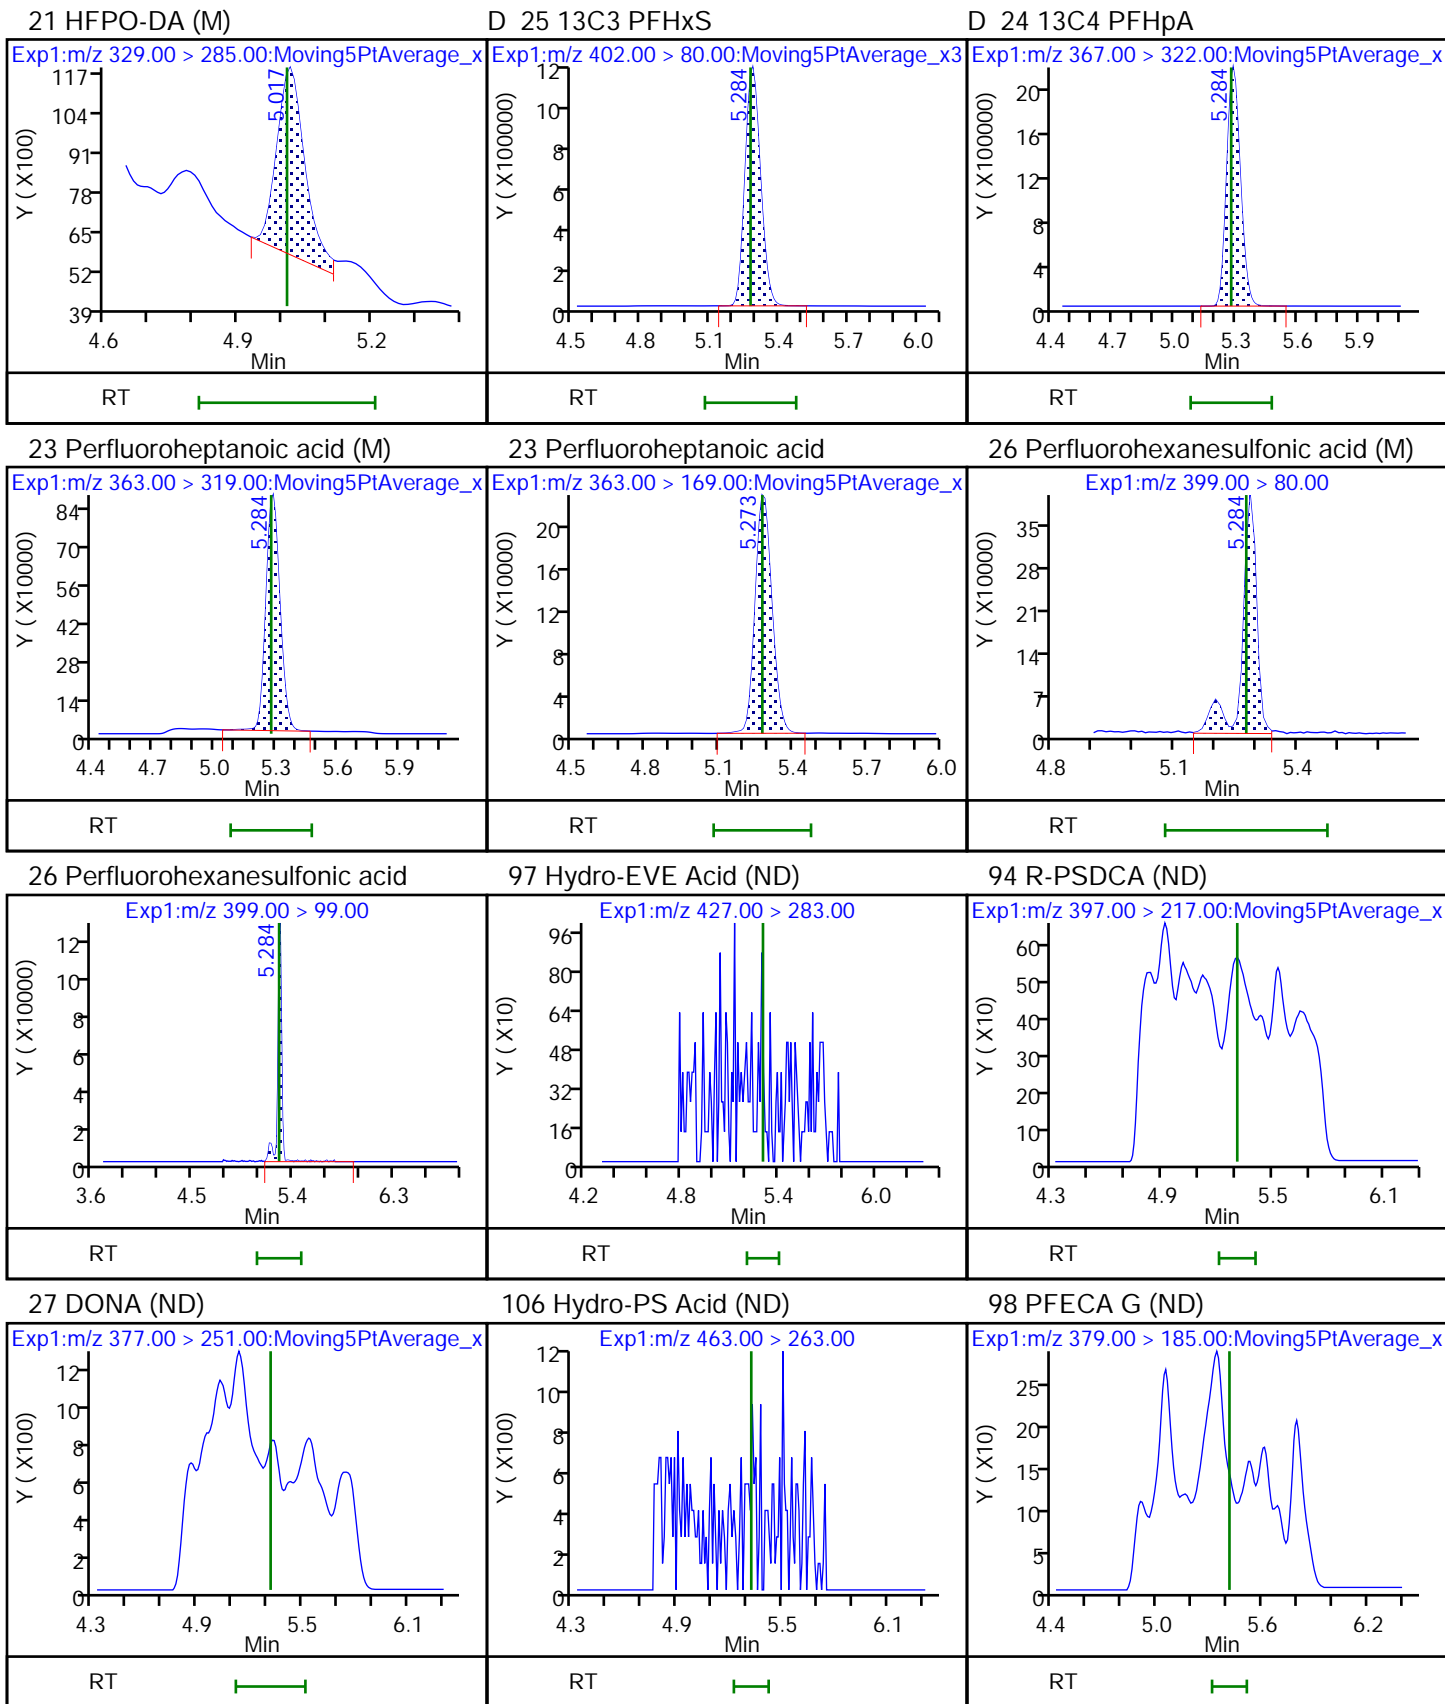 21 HFPO-DA (M)
Exp1:m/z 329.00 > 285.00:Moving5PtAverage_x
5.017
Y ( X100)
117
104
91
78
65
52
39
4.6 4.9 5.2
Min
RT
D 25 13C3 PFHxS
Exp1:m/z 402.00 > 80.00:Moving5PtAverage_x3
5.284
Y ( X100000)
12
10
8
6
4
2
0
4.5 4.8 5.1 5.4 5.7 6.0
Min
RT
D 24 13C4 PFHpA
Exp1:m/z 367.00 > 322.00:Moving5PtAverage_x
5.284
Y ( X100000)
20
16
12
8
4
0
4.4 4.7 5.0 5.3 5.6 5.9
Min
RT
23 Perfluoroheptanoic acid (M)
Exp1:m/z 363.00 > 319.00:Moving5PtAverage_x
5.284
Y ( X10000)
84
70
56
42
28
14
0
4.4 4.7 5.0 5.3 5.6 5.9
Min
RT
23 Perfluoroheptanoic acid
Exp1:m/z 363.00 > 169.00:Moving5PtAverage_x
5.273
Y ( X10000)
20
16
12
8
4
0
4.5 4.8 5.1 5.4 5.7 6.0
Min
RT
26 Perfluorohexanesulfonic acid (M)
Exp1:m/z 399.00 > 80.00
5.284
Y ( X10000)
35
28
21
14
7
0
4.8 5.1 5.4
Min
RT
26 Perfluorohexanesulfonic acid
Exp1:m/z 399.00 > 99.00
5.284
Y ( X10000)
12
10
8
6
4
2
0
3.6 4.5 5.4 6.3
Min
RT
97 Hydro-EVE Acid (ND)
Exp1:m/z 427.00 > 283.00
Y ( X10)
96
80
64
48
32
16
0
4.2 4.8 5.4 6.0
Min
RT
94 R-PSDCA (ND)
Exp1:m/z 397.00 > 217.00:Moving5PtAverage_x
Y ( X10)
60
50
40
30
20
10
0
4.3 4.9 5.5 6.1
Min
RT
27 DONA (ND)
Exp1:m/z 377.00 > 251.00:Moving5PtAverage_x
Y ( X100)
12
10
8
6
4
2
0
4.3 4.9 5.5 6.1
Min
RT
106 Hydro-PS Acid (ND)
Exp1:m/z 463.00 > 263.00
Y ( X100)
12
10
8
6
4
2
0
4.3 4.9 5.5 6.1
Min
RT
98 PFECA G (ND)
Exp1:m/z 379.00 > 185.00:Moving5PtAverage_x
Y ( X10)
25
20
15
10
5
0
4.4 5.0 5.6 6.2
Min
RT